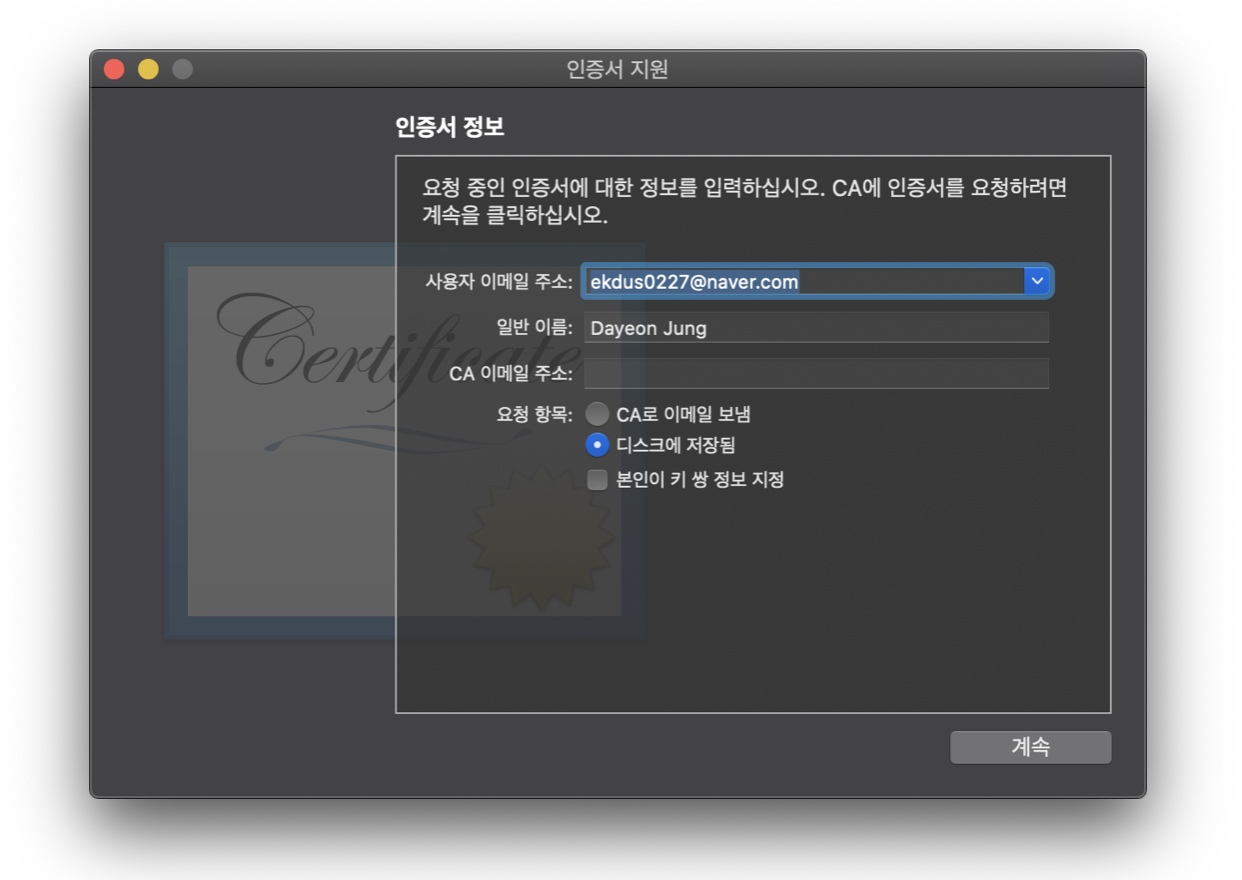 인증서 지원
인증서 정보
요청 중인 인증서에 대한 정보를 입력하십시오. CA에 인증서를 요청하려면
계속을 클릭하십시오.
사용자 이메일 주소: ekdus0227@naver.com
일반 이름: Dayeon Jung
Certificate
CA 이메일 주소:
요청 항목: CA로 이메일 보냄
디스크에 저장됨
본인이 키 쌍 정보 지정
계속